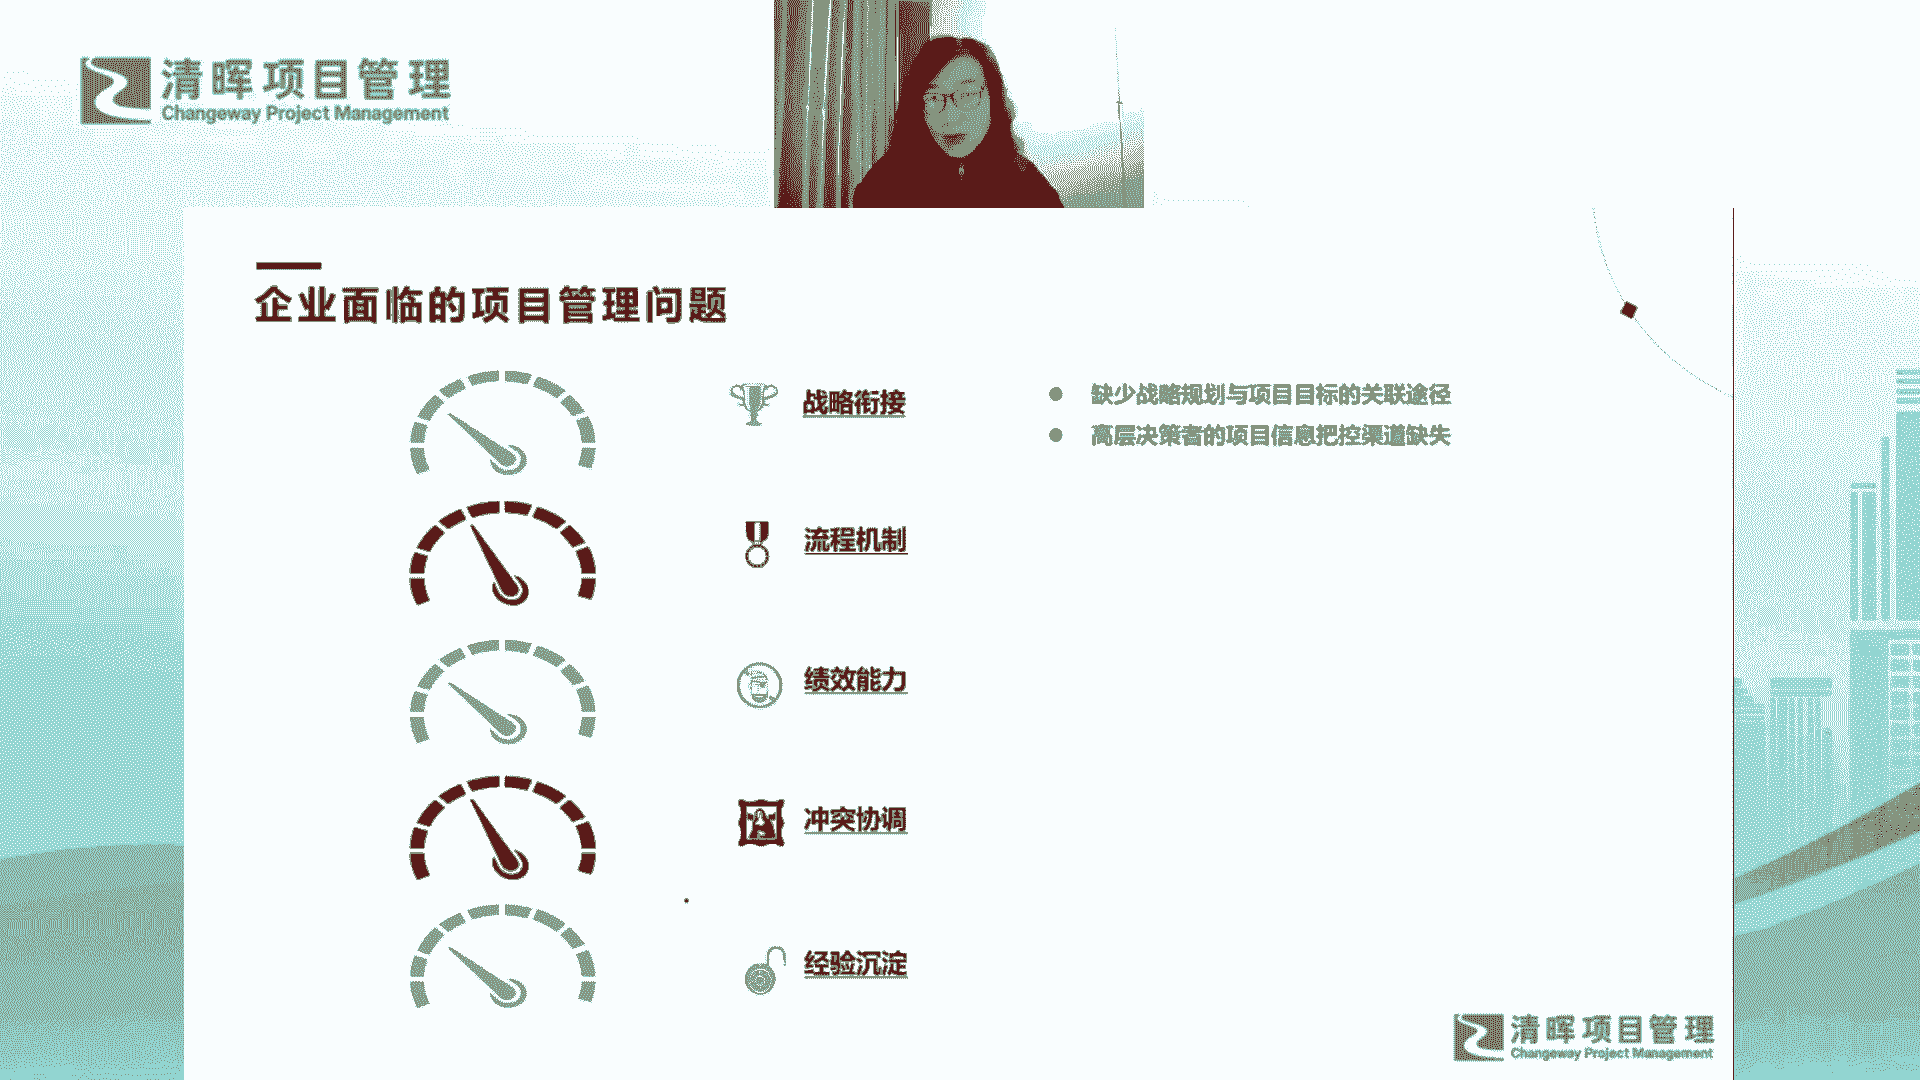 清晖项目管理
Changeway Project Management
企业面临的项目管理问题
战略衔接
缺少战略规划与项目目标的关联途径
高层决策者的项目信息把控渠道缺失
流程机制
绩效能力
冲突协调
经验沉淀
清晖项目管理
Changeway Project Management